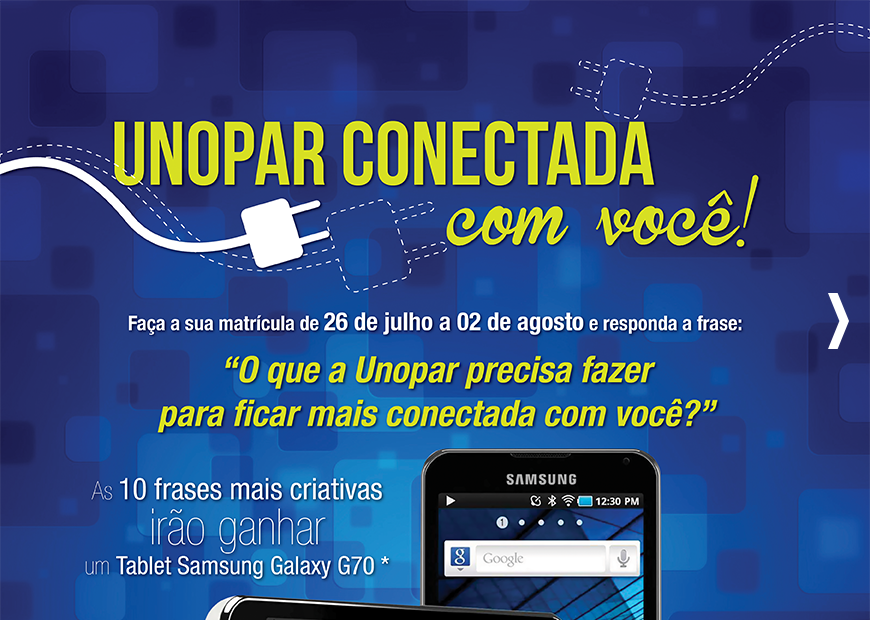 UNOPAR CONECTADA
com você!
Faça a sua matrícula de 26 de julho a 02 de agosto e responda a frase:
“O que a Unopar precisa fazer
para ficar mais conectada com você?”
As 10 frases mais criativas
irão ganhar
um Tablet Samsung Galaxy G70 *
SAMSUNG
12:30 PM
1
g Google